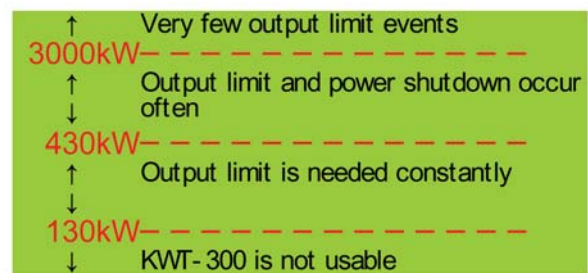 ↑ Very few output limit events
3000kW – – – – – – – – – – – – –
↑ Output limit and power shutdown occur
↓ often
430kW – – – – – – – – – – – – –
↑ Output limit is needed constantly
↓
130kW – – – – – – – – – – – – –
↓ KWT-300 is not usable